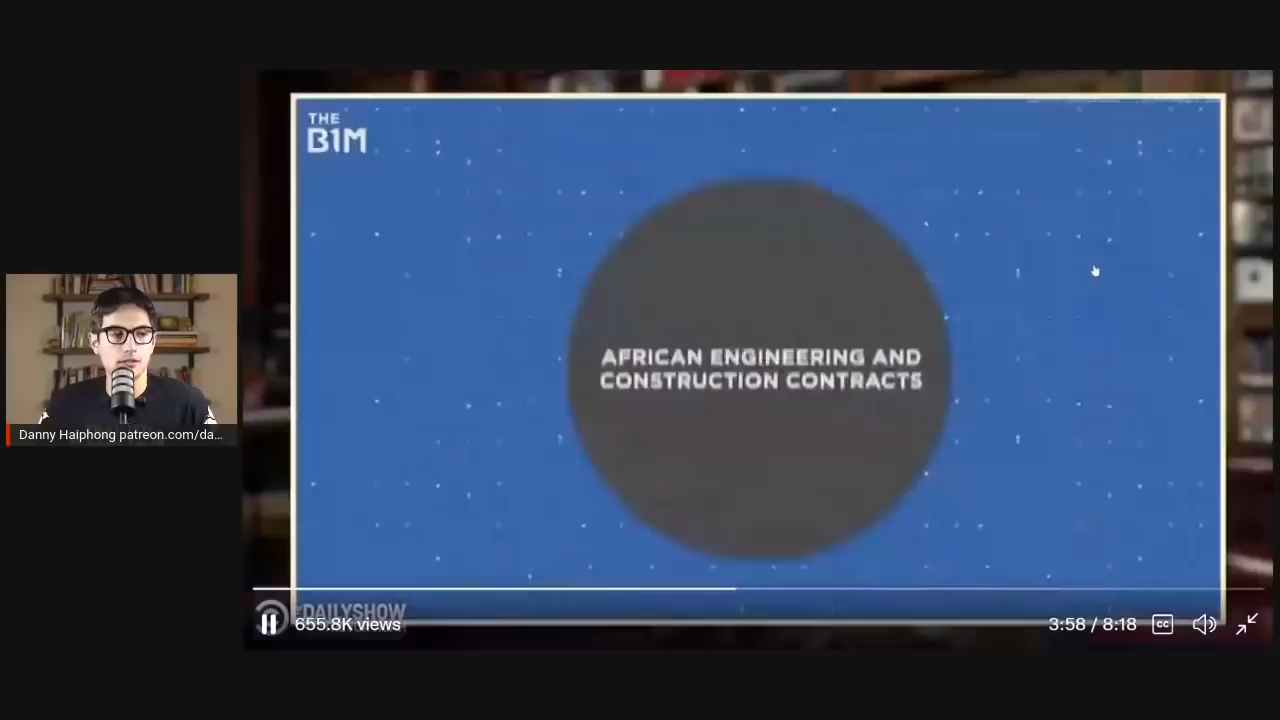 THE
B1M
AFRICAN ENGINEERING AND
CONSTRUCTION CONTRACTS
Danny Haiphong patreon.com/da...
DAILYSHOW
655.8K views
3:58 / 8:18
CC